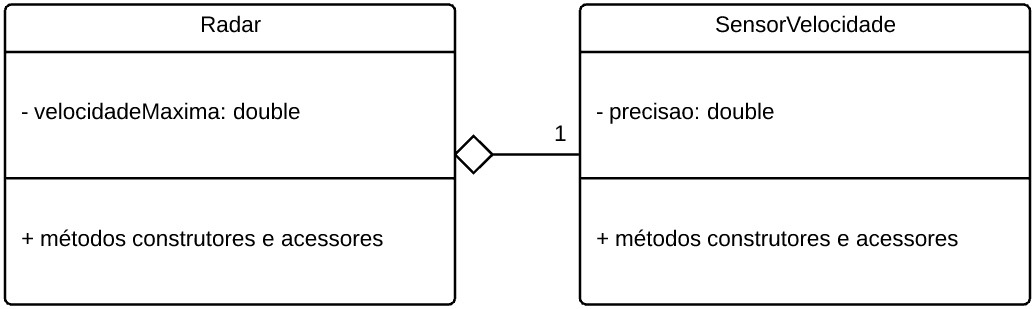 Radar
- velocidadeMaxima: double
+ métodos construtores e acessores
1
SensorVelocidade
- precisao: double
+ métodos construtores e acessores